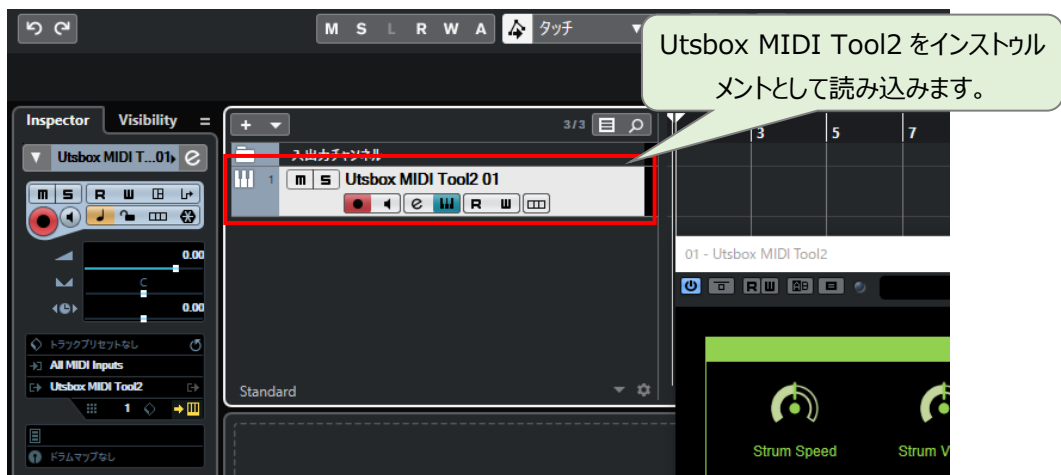 M S L R W A タッチ
Utsbox MIDI Tool2 をインストゥル
メントとして読み込みます。
Inspector Visibility
3/3
3 5 7
Utsbox MIDI T...01
入出力チャンネル
1 m S Utsbox MIDI Tool2 01
e R W
m S R W
0.00
01 - Utsbox MIDI Tool2
C
R W AB
0.00
トラックプリセットなし
All MIDI Inputs
Utsbox MIDI Tool2
Standard
1
ドラムマップなし
Strum Speed Strum V